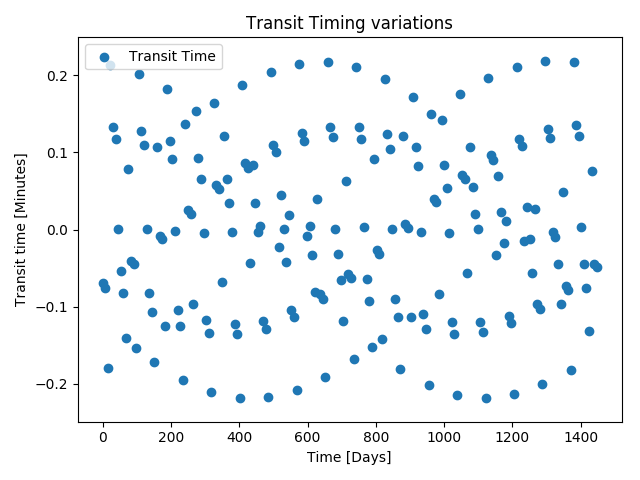 Transit Timing variations
Transit Time
Transit time [Minutes]
0.2
0.1
0.0
−0.1
−0.2
0 200 400 600 800 1000 1200 1400
Time [Days]